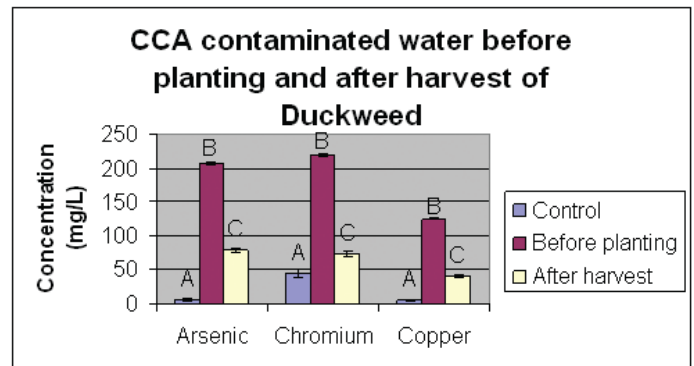 CCA contaminated water before
planting and after harvest of
Duckweed
Concentration
(mg/L)
250
200
150
100
50
0
A
B
C
A
B
C
A
B
C
Arsenic
Chromium
Copper
Control
Before planting
After harvest